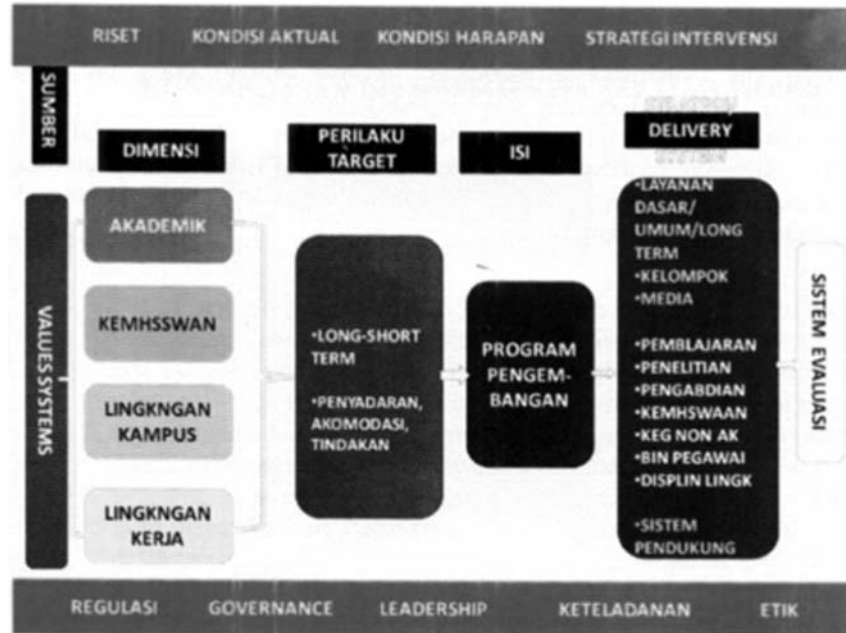 RISET KONDISI AKTUAL KONDISI HARAPAN STRATEGI INTERVENSI
SUMBER
DIMENSI
PERILAKU
TARGET
ISI
DELIVERY
SYSTEM
VALUES SYSTEMS
AKADEMIK
KEMHSSWAN
LINGKNGAN
KAMPUS
LINGKNGAN
KERJA
•LONG-SHORT
TERM
•PENYADARAN,
AKOMODASI,
TINDAKAN
PROGRAM
PENGEM-
BANGAN
•LAYANAN
DASAR/
UMUM/LONG
TERM
•KELOMPOK
•MEDIA
•PEMBLAJARAN
•PENELITIAN
•PENGABDIAN
•KEMHSWAAN
•KEG NON AK
•BIN PEGAWAI
•DISPLIN LINGK
•SISTEM
PENDUKUNG
SISTEM EVALUASI
REGULASI GOVERNANCE LEADERSHIP KETELADANAN ETIK